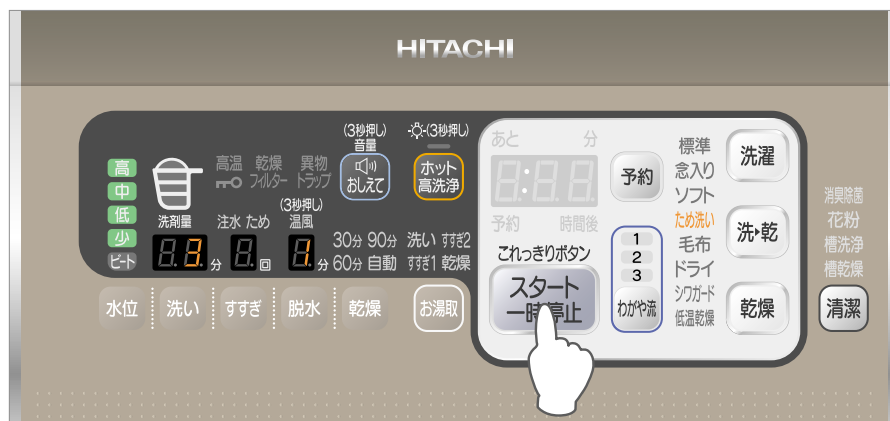 HITACHI
高
中
低
少
ビート
洗剤量
高温 乾燥フィルター 異物トラップ
(3秒押し)
音量
おしえて
(3秒押し)
ホット
高洗浄
注水 ため
(3秒押し)
温風
3 分
回
1 分
30分 90分
60分 自動
洗い すすぎ2
すすぎ1 乾燥
水位
洗い
すすぎ
脱水
乾燥
お湯取
あと 分
8:88
予約 時間後
予約
これっきりボタン
スタート
一時停止
1
2
3
わがや流
標準
念入り
ソフト
ため洗い
毛布
ドライ
シワガード
低温乾燥
洗濯
洗▸乾
乾燥
消臭除菌
花粉
槽洗浄
槽乾燥
清潔